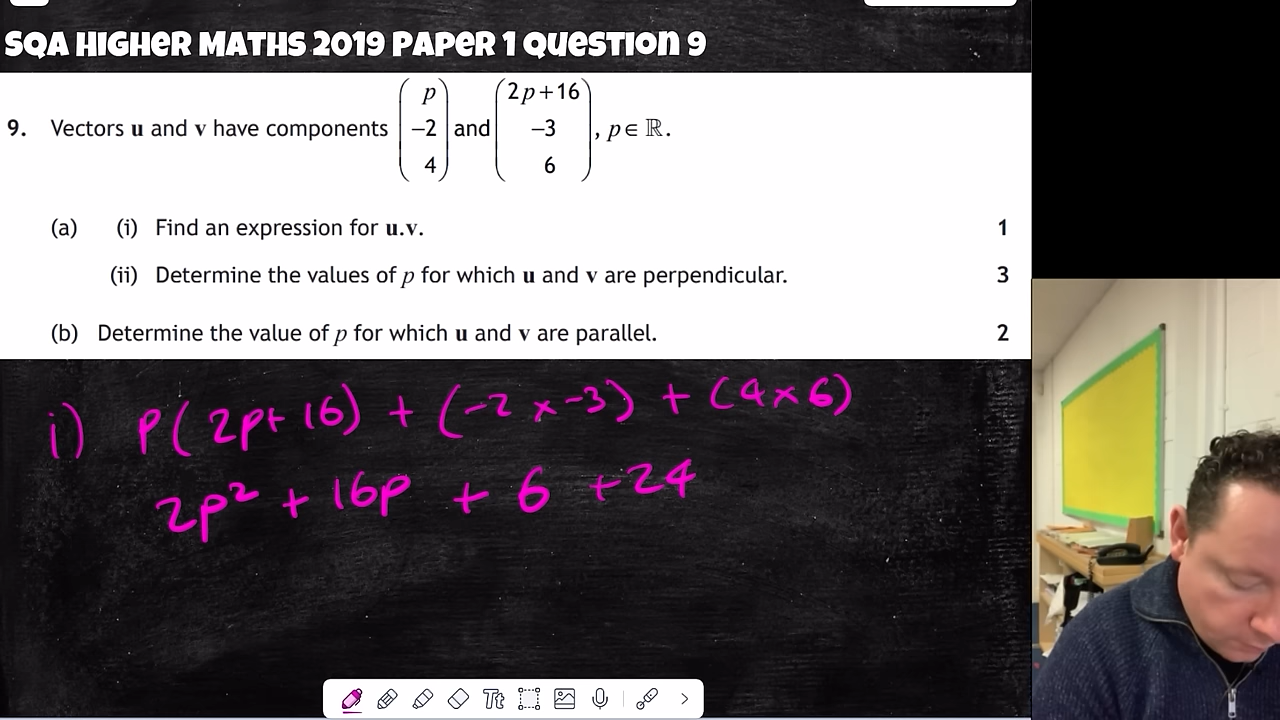 SQA HIGHER MATHS 2019 PAPER 1 QUESTION 9
9. Vectors u and v have components (p −2 4) and (2p+16 −3 6), p ∈ ℝ.
(a) (i) Find an expression for u.v. 1
(ii) Determine the values of p for which u and v are perpendicular. 3
(b) Determine the value of p for which u and v are parallel. 2
i) P(2p+16) + (-2 x -3) + (4 x 6)
2p² + 16p + 6 +24
Tt